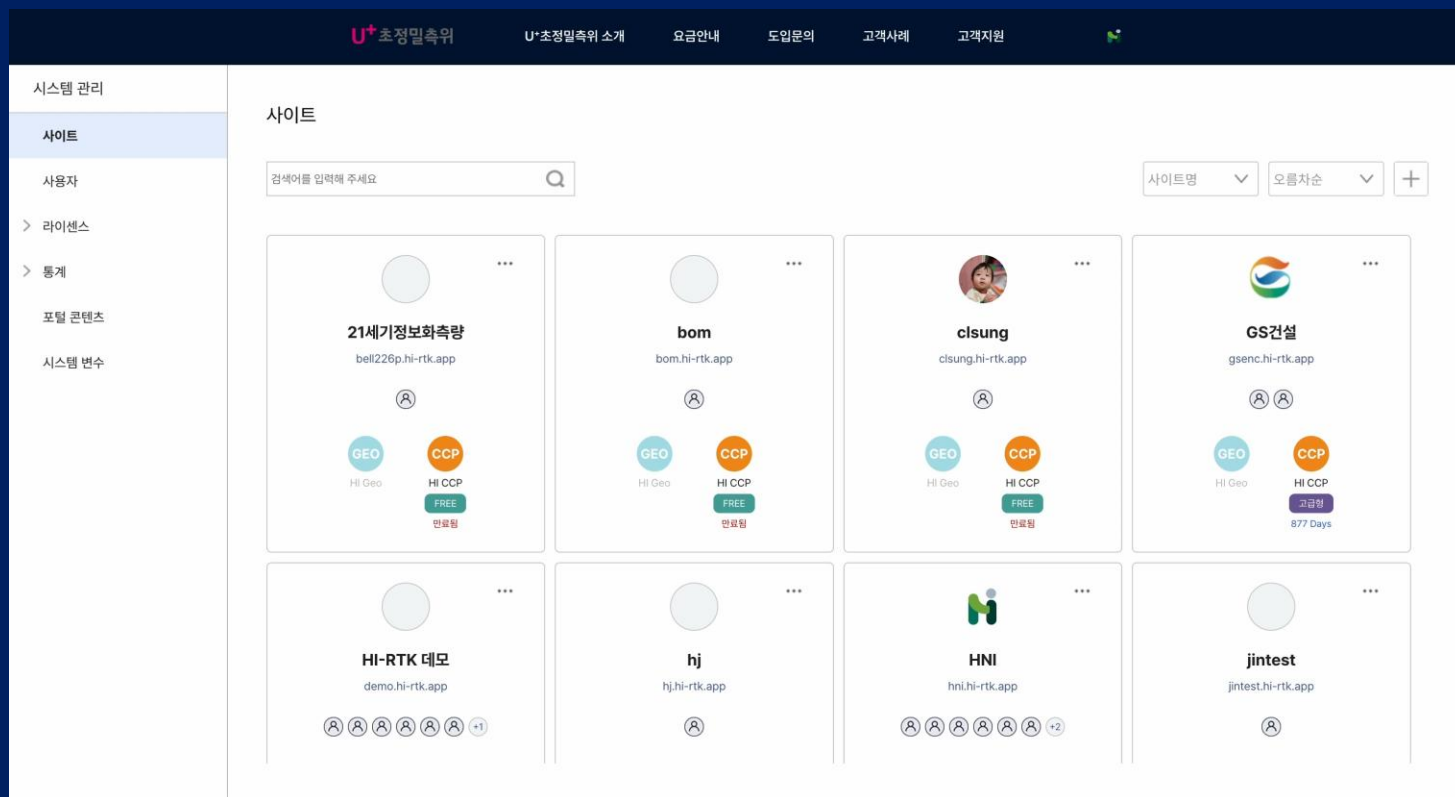 U+초정밀측위
U+초정밀측위 소개 요금안내 도입문의 고객사례 고객지원
시스템 관리
사이트
사용자
라이센스
통계
포털 콘텐츠
시스템 변수
사이트
검색어를 입력해 주세요
사이트명 오름차순
21세기정보화측량
bell226p.hi-rtk.app
GEO CCP
HI Geo HI CCP
FREE
만료됨
bom
bom.hi-rtk.app
GEO CCP
HI Geo HI CCP
FREE
만료됨
clsung
clsung.hi-rtk.app
GEO CCP
HI Geo HI CCP
FREE
만료됨
GS건설
gsenc.hi-rtk.app
GEO CCP
HI Geo HI CCP
고급형
877 Days
HI-RTK 데모
demo.hi-rtk.app
+1
hj
hj.hi-rtk.app
HNI
hni.hi-rtk.app
+2
jintest
jintest.hi-rtk.app